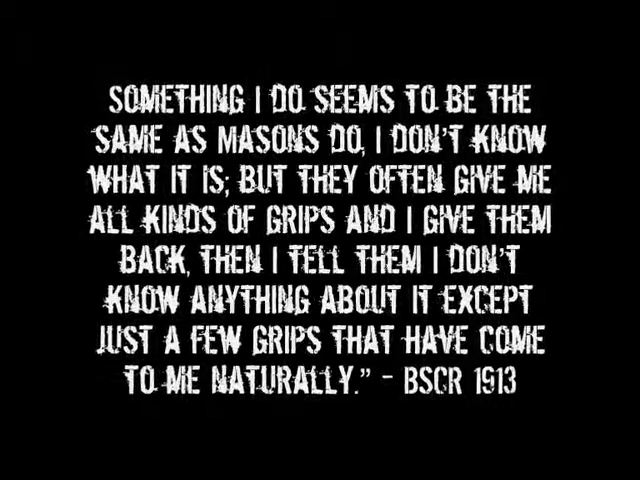 SOMETHING I DO SEEMS TO BE THE
SAME AS MASONS DO, I DON'T KNOW
WHAT IT IS; BUT THEY OFTEN GIVE ME
ALL KINDS OF GRIPS AND I GIVE THEM
BACK, THEN I TELL THEM I DON'T
KNOW ANYTHING ABOUT IT EXCEPT
JUST A FEW GRIPS THAT HAVE COME
TO ME NATURALLY." - BSCR 1913